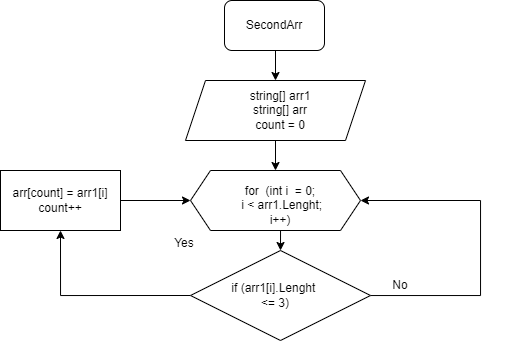 SecondArr
string[] arr1
string[] arr
count = 0
for (int i = 0;
i < arr1.Lenght;
i++)
arr[count] = arr1[i]
count++
Yes
if (arr1[i].Lenght
<= 3)
No